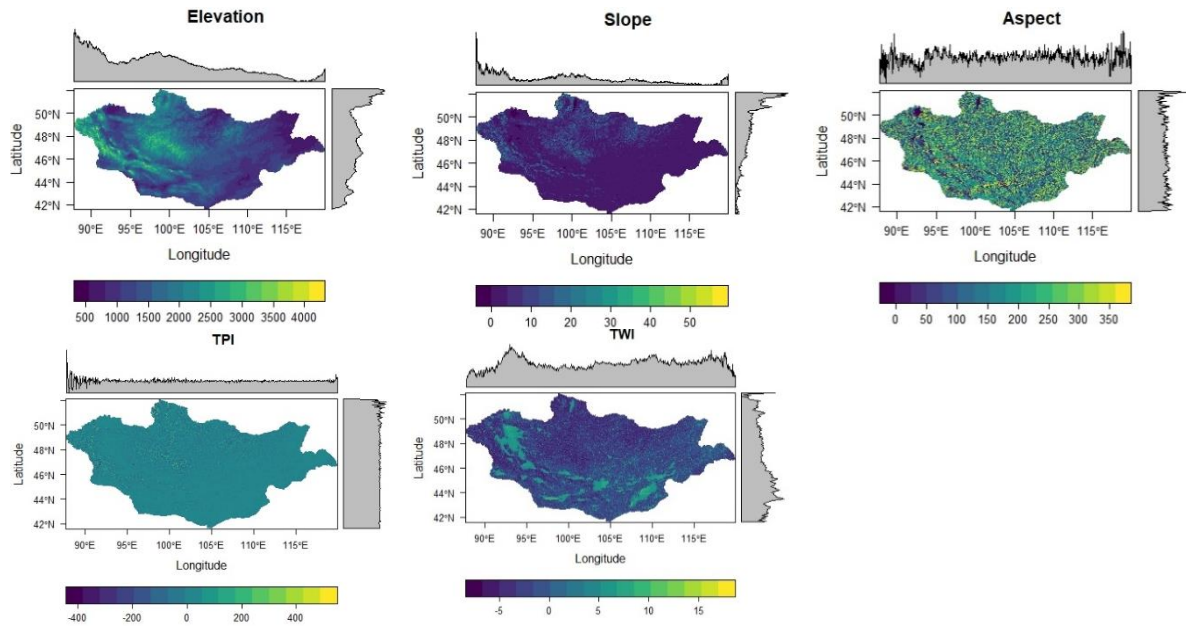 Elevation
Latitude
50°N
48°N
46°N
44°N
42°N
90°E 95°E 100°E 105°E 110°E 115°E
Longitude
500 1000 1500 2000 2500 3000 3500 4000
Slope
Latitude
50°N
48°N
46°N
44°N
42°N
90°E 95°E 100°E 105°E 110°E 115°E
Longitude
0 10 20 30 40 50
Aspect
Latitude
50°N
48°N
46°N
44°N
42°N
90°E 95°E 100°E 105°E 110°E 115°E
Longitude
0 50 100 150 200 250 300 350
TPI
Latitude
50°N
48°N
46°N
44°N
42°N
90°E 95°E 100°E 105°E 110°E 115°E
Longitude
-400 -200 0 200 400
TWI
Latitude
50°N
48°N
46°N
44°N
42°N
90°E 95°E 100°E 105°E 110°E 115°E
Longitude
-5 0 5 10 15